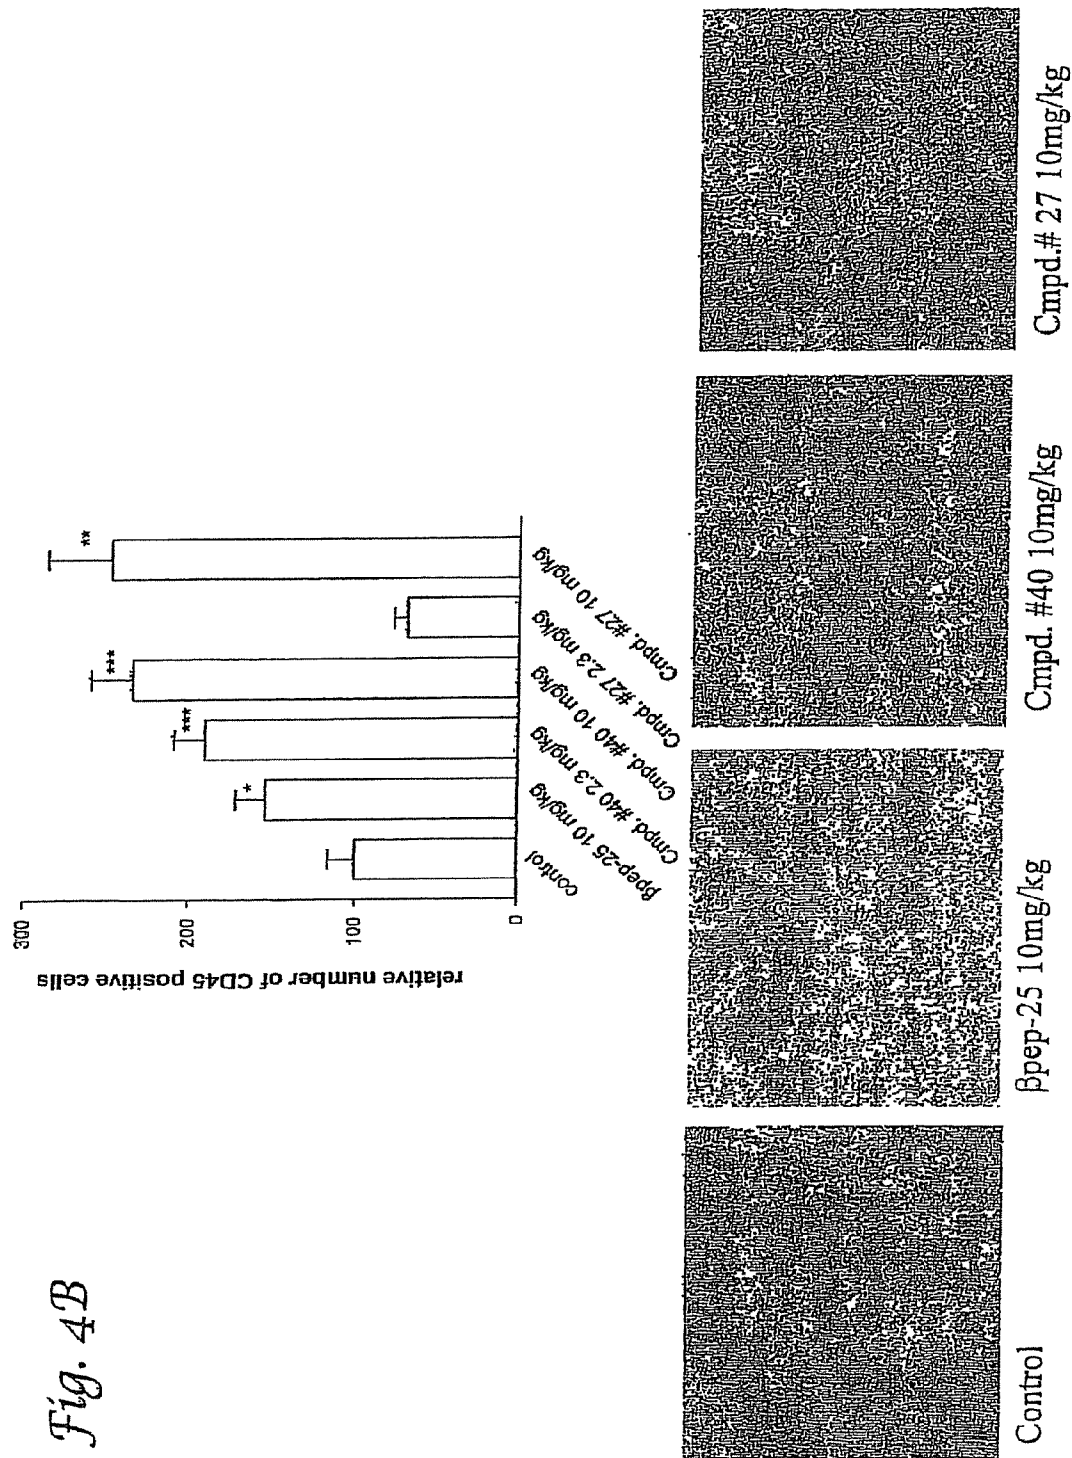 Fig. 4B
relative number of CD45 positive cells
300
200
100
0
*
***
***
**
control
βpep-25 10 mg/kg
Cmpd. #40 2,3 mg/kg
Cmpd. #40 10 mg/kg
Cmpd. #27 2,3 mg/kg
Cmpd. #27 10 mg/kg
Control
βpep-25 10mg/kg
Cmpd. #40 10mg/kg
Cmpd.# 27 10mg/kg